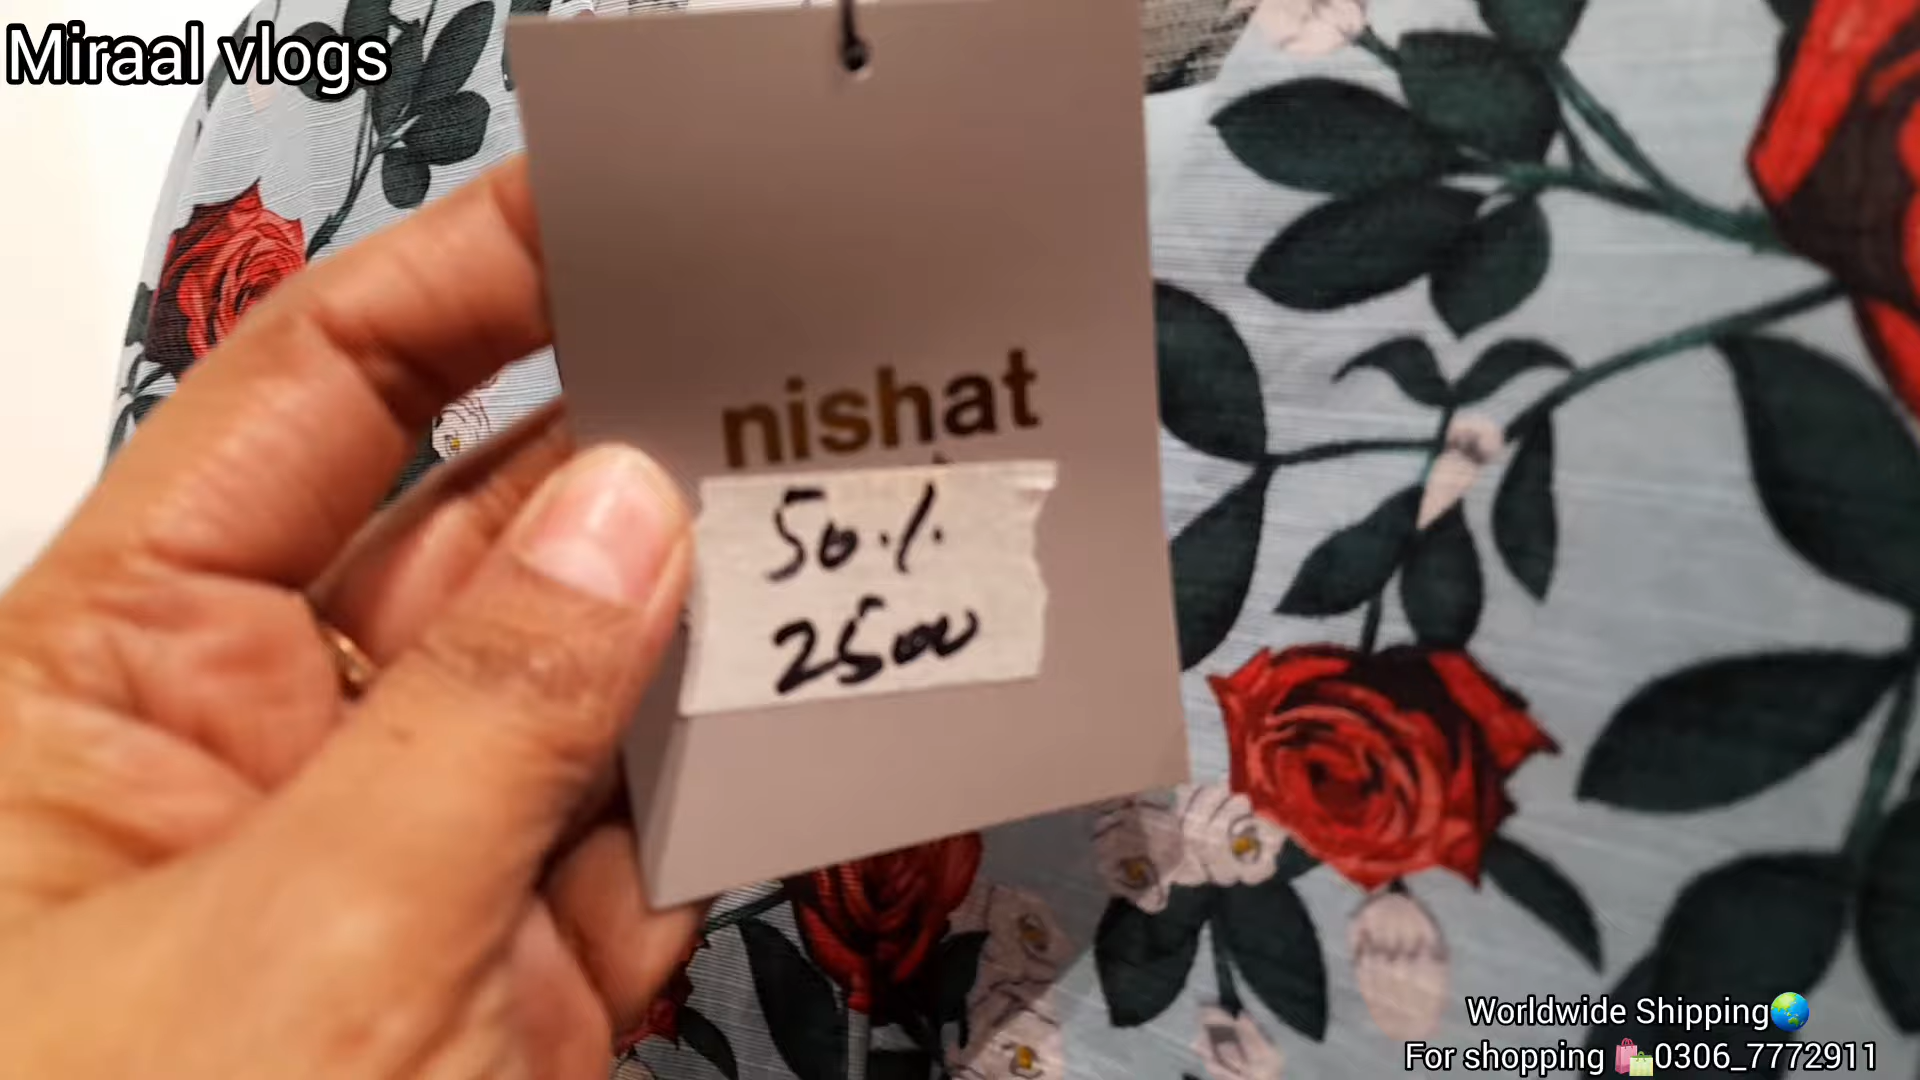 Miraal vlogs
nishat
50%
2500
Worldwide Shipping🌏
For shopping 🛍️0306_7772911